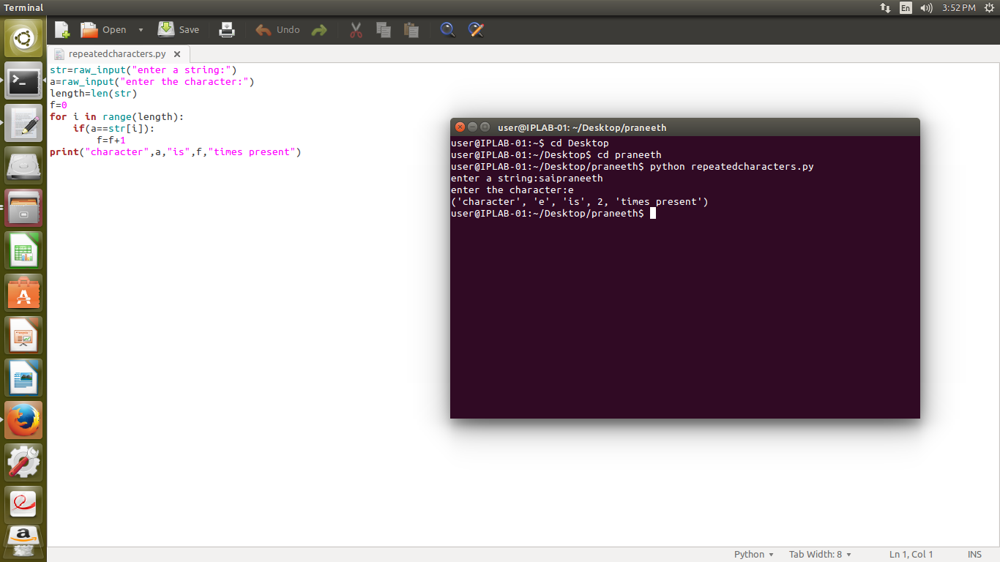 Terminal
En
3:52 PM
Open
Save
Undo
repeatedcharacters.py
str=raw_input("enter a string:")
a=raw_input("enter the character:")
length=len(str)
f=0
for i in range(length):
    if(a==str[i]):
        f=f+1
print("character",a,"is",f,"times present")
user@IPLAB-01: ~/Desktop/praneeth
user@IPLAB-01:~$ cd Desktop
user@IPLAB-01:~/Desktop$ cd praneeth
user@IPLAB-01:~/Desktop/praneeth$ python repeatedcharacters.py
enter a string:saipraneeth
enter the character:e
('character', 'e', 'is', 2, 'times present')
user@IPLAB-01:~/Desktop/praneeth$
Python
Tab Width: 8
Ln 1, Col 1
INS